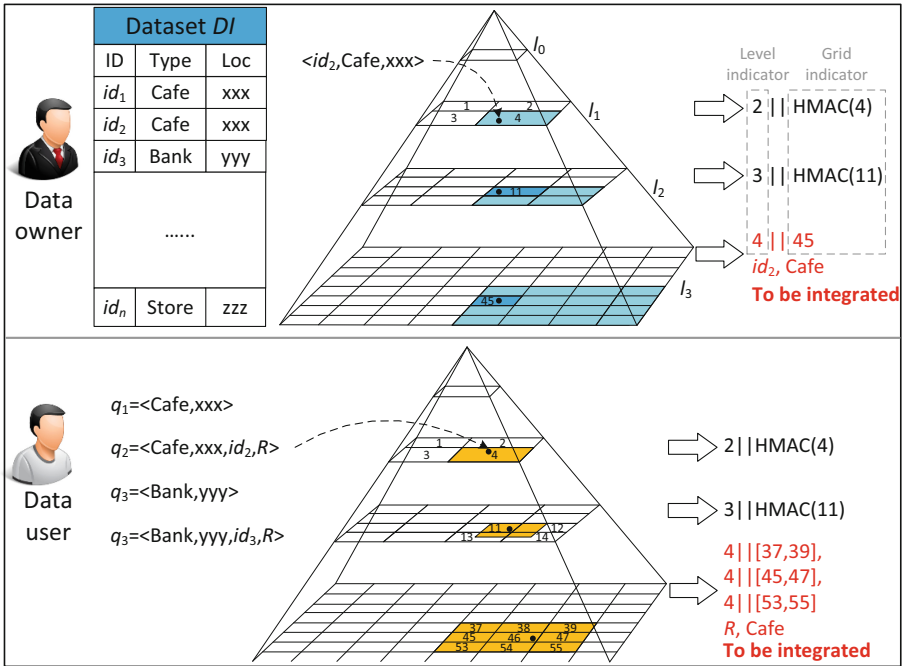 Dataset DI
ID Type Loc
id1 Cafe xxx
id2 Cafe xxx
id3 Bank yyy
…...
idn Store zzz
Data
owner
<id2,Cafe,xxx>
l0
1 2
3 4
l1
11
l2
45
l3
Level
indicator
Grid
indicator
2 || HMAC(4)
3 || HMAC(11)
4 || 45
id2, Cafe
To be integrated
Data
user
q1=<Cafe,xxx>
q2=<Cafe,xxx,id2,R>
q3=<Bank,yyy>
q3=<Bank,yyy,id3,R>
1 2
3 4
11 12
13 14
37 38 39
45 46 47
53 54 55
2||HMAC(4)
3||HMAC(11)
4||[37,39],
4||[45,47],
4||[53,55]
R, Cafe
To be integrated